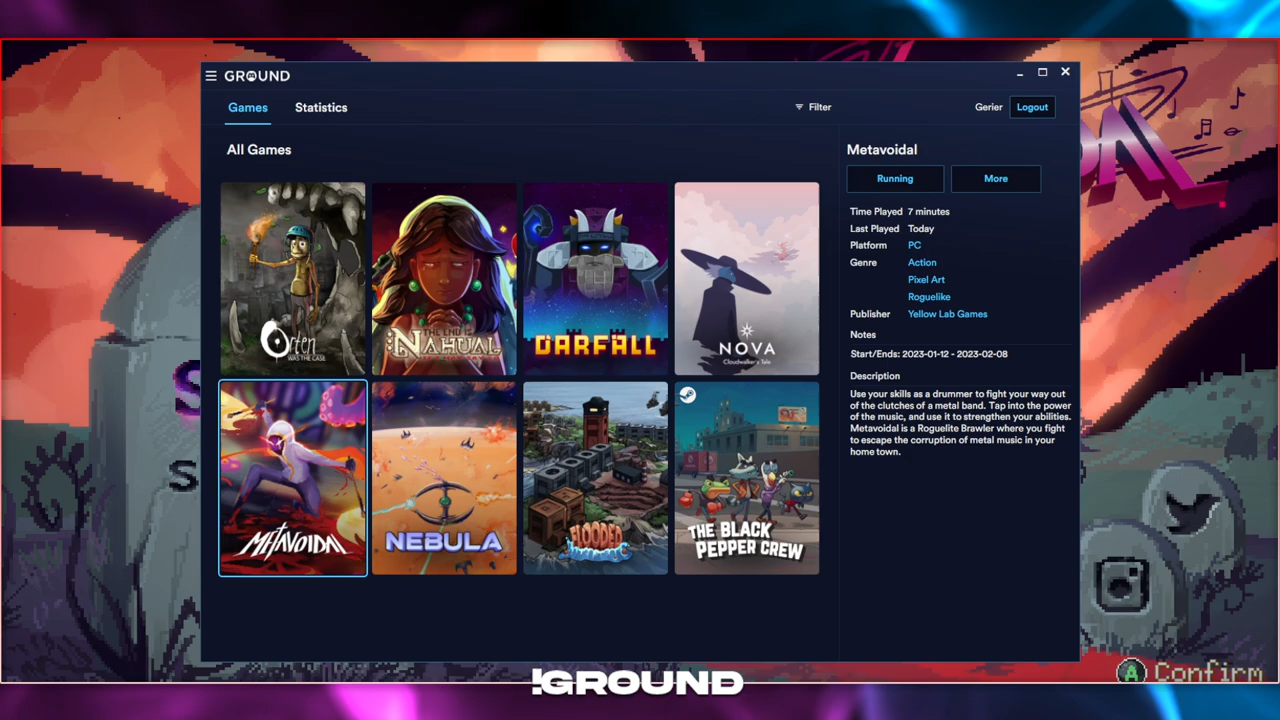 GROUND
Games
Statistics
Filter
Gerier
Logout
All Games
Orten
WAS THE CASE
THE END IS
NAHUAL
DARFALL
NOVA
Cloudwalker's Tale
METAVOIDAL
NEBULA
FLOODED
THE BLACK
PEPPER CREW
Metavoidal
Running
More
Time Played 7 minutes
Last Played Today
Platform PC
Genre Action
Pixel Art
Roguelike
Publisher Yellow Lab Games
Notes
Start/Ends: 2023-01-12 - 2023-02-08
Description
Use your skills as a drummer to fight your way out
of the clutches of a metal band. Tap into the power
of the music, and use it to strengthen your abilities.
Metavoidal is a Roguelite Brawler where you fight
to escape the corruption of metal music in your
home town.
A Confirm
!GROUND